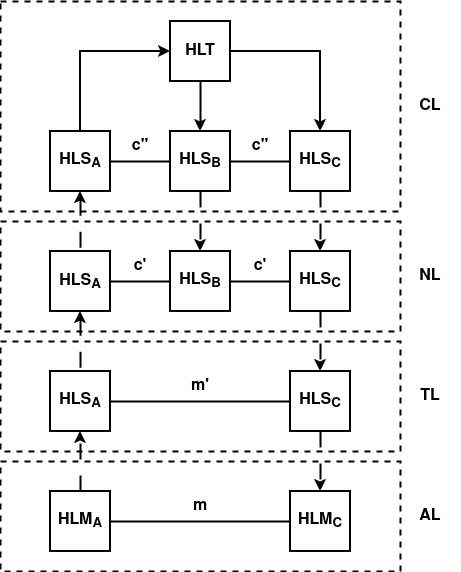 HLT
CL
c'' c''
HLSA HLSB HLSC
c' c'
NL
HLSA HLSB HLSC
m'
TL
HLSA HLSC
m
AL
HLMA HLMC